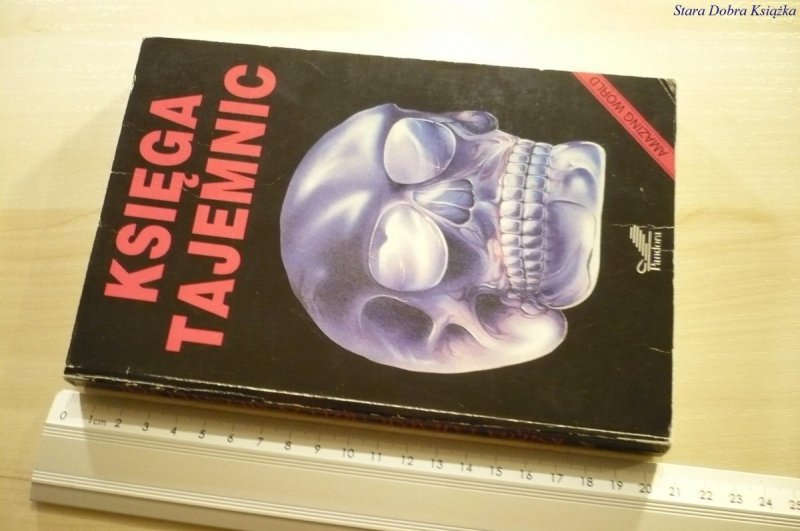 Stara Dobra Książka
KSIĘGA
TAJEMNIC
AMAZING WORLD
Pandora
0 1cm 2 3 4 5 6 7 8 9 10 11 12 13 14 15 16 17 18 19 20 21 22 23 24 25